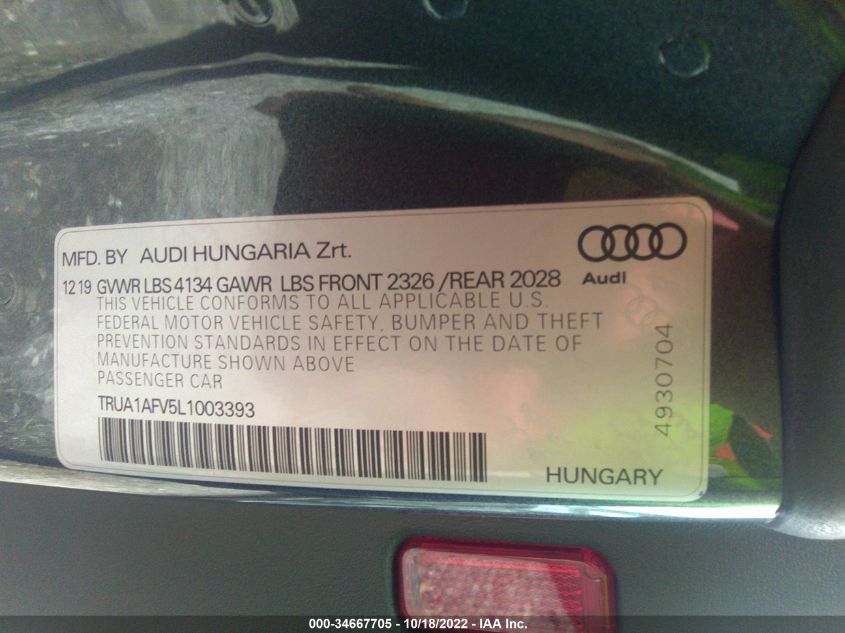 MFD. BY AUDI HUNGARIA Zrt.
12 19 GVWR LBS 4134 GAWR LBS FRONT 2326 /REAR 2028
Audi
THIS VEHICLE CONFORMS TO ALL APPLICABLE U.S.
FEDERAL MOTOR VEHICLE SAFETY, BUMPER AND THEFT
PREVENTION STANDARDS IN EFFECT ON THE DATE OF
MANUFACTURE SHOWN ABOVE
PASSENGER CAR
TRUA1AFV5L1003393
4930704
HUNGARY
000-34667705 - 10/18/2022 - IAA Inc.